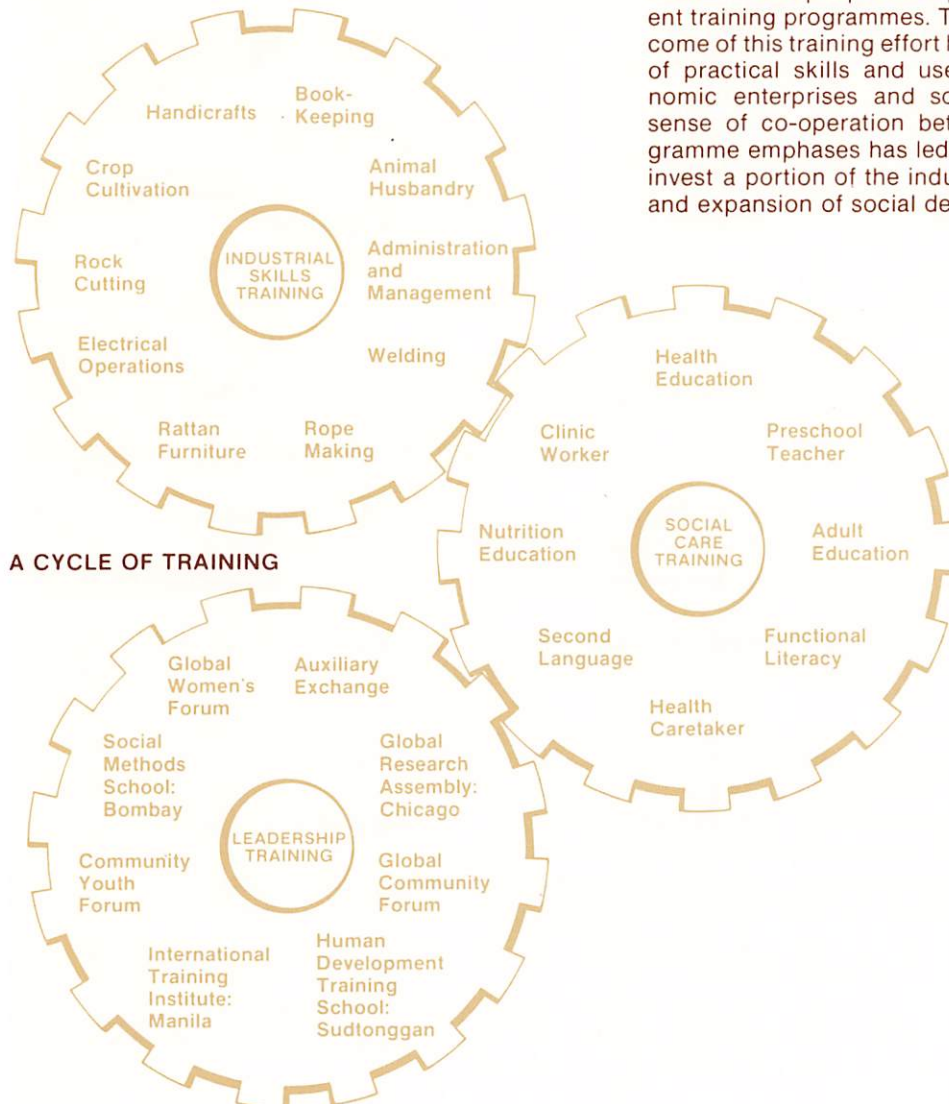 ent training programmes. T
come of this training effort h
of practical skills and use
nomic enterprises and so
sense of co-operation bet
gramme emphases has led
invest a portion of the indu
and expansion of social de
Handicrafts
Book-
Keeping
Crop
Cultivation
Animal
Husbandry
Rock
Cutting
INDUSTRIAL
SKILLS
TRAINING
Administration
and
Management
Electrical
Operations
Welding
Rattan
Furniture
Rope
Making
Health
Education
Clinic
Worker
Preschool
Teacher
Nutrition
Education
SOCIAL
CARE
TRAINING
Adult
Education
Second
Language
Functional
Literacy
Health
Caretaker
A CYCLE OF TRAINING
Global
Women's
Forum
Auxiliary
Exchange
Social
Methods
School:
Bombay
Global
Research
Assembly:
Chicago
LEADERSHIP
TRAINING
Community
Youth
Forum
Global
Community
Forum
International
Training
Institute:
Manila
Human
Development
Training
School:
Sudtonggan